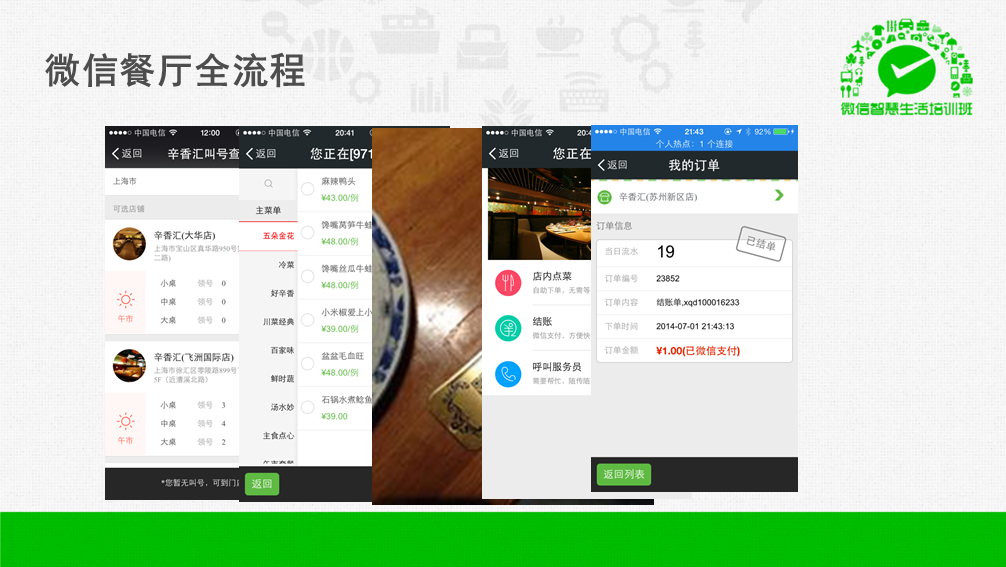 微信餐厅全流程
微信智慧生活培训班
中国电信
12:00
返回
辛香汇叫号查
上海市
可选店铺
辛香汇(大华店)
上海市宝山区真华路950号
二路)
小桌 领号 0
中桌 领号 0
大桌 领号 0
午市
辛香汇(飞洲国际店)
上海市徐汇区零陵路899号
5F（近漕溪北路）
小桌 领号 3
中桌 领号 4
大桌 领号 2
午市
*您暂无叫号，可到门
中国电信
20:41
返回
您正在[971
主菜单
五朵金花
冷菜
好辛香
川菜经典
百家味
鲜时蔬
汤水妙
主食点心
麻辣鸭头
¥43.00/例
馋嘴莴笋牛蛙
¥48.00/例
馋嘴丝瓜牛蛙
¥48.00/例
小米椒爱上小
¥39.00/例
盆盆毛血旺
¥48.00/例
石锅水煮鲶鱼
¥39.00
返回
中国电信
20:4
返回
您正在
店内点菜
自助下单，无需等
结账
微信支付，方便快
呼叫服务员
需要帮忙，随传随
中国电信
21:43
92%
个人热点：1 个连接
返回
我的订单
辛香汇(苏州新区店)
订单信息
已结单
当日流水 19
订单编号 23852
订单内容 结账单,xqd100016233
下单时间 2014-07-01 21:43:13
订单金额 ¥1.00(已微信支付)
返回列表